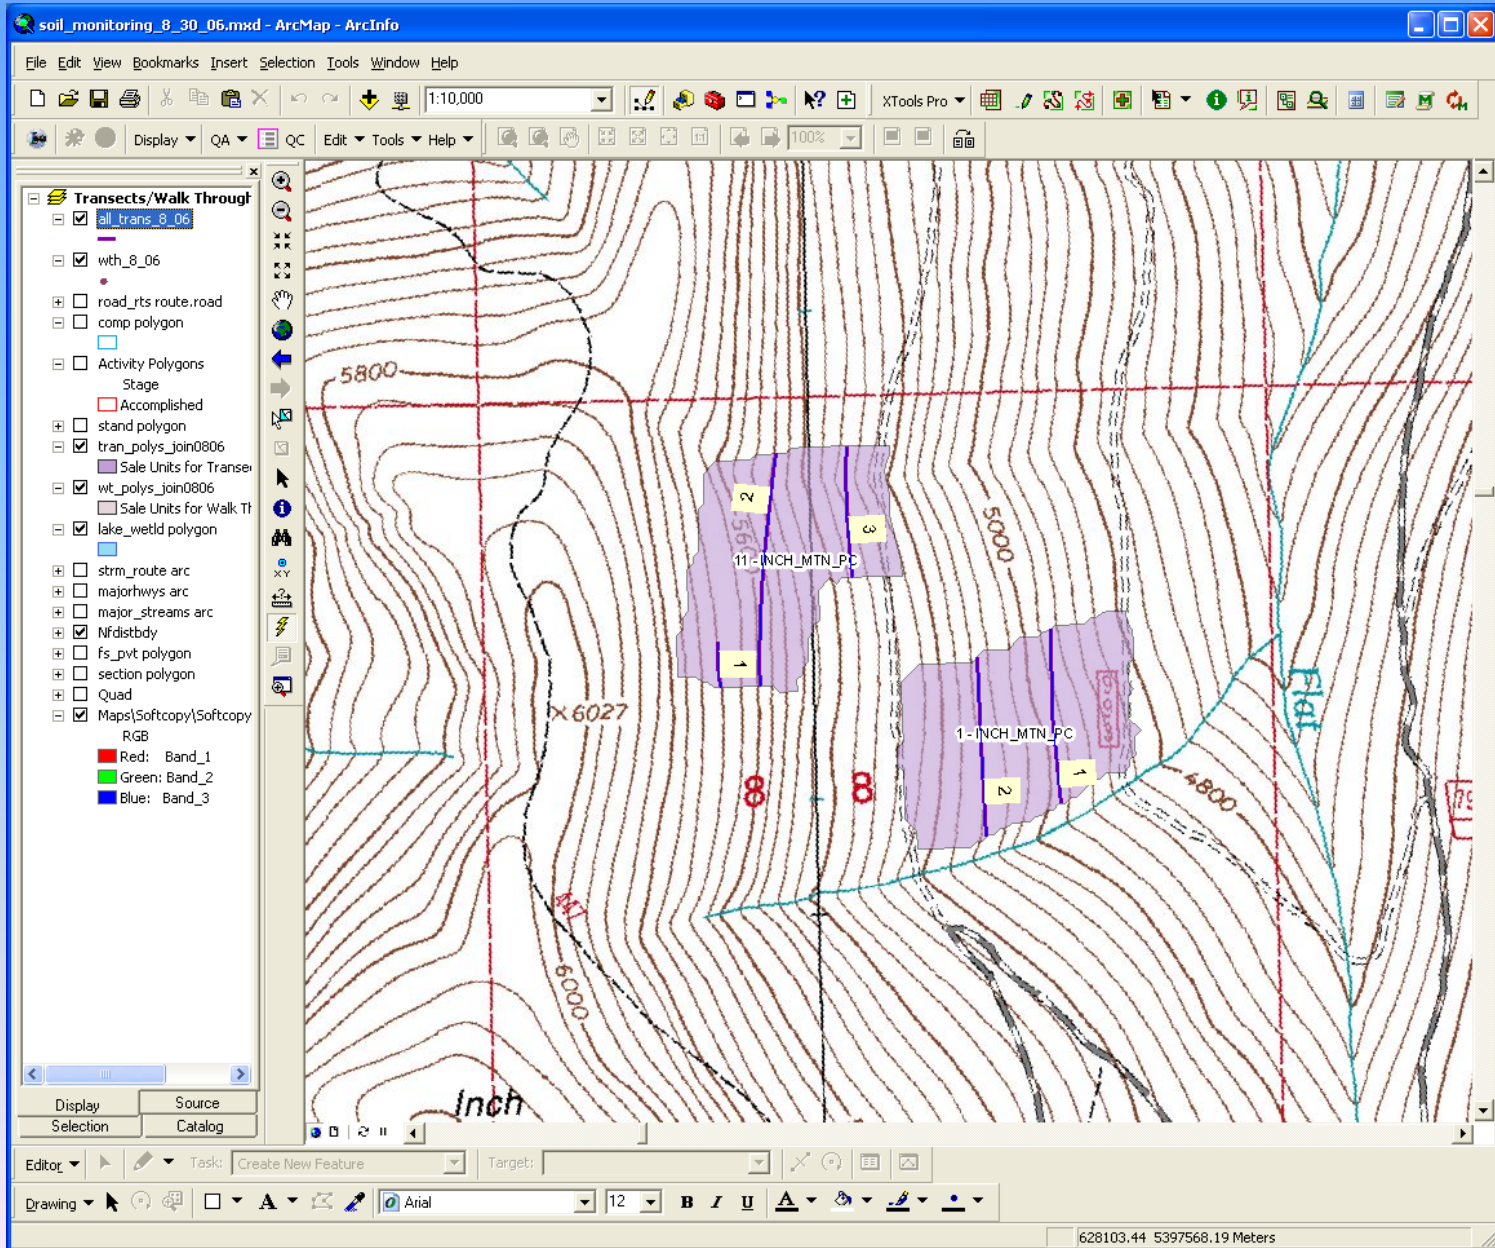 soil_monitoring_8_30_06.mxd - ArcMap - ArcInfo
File Edit View Bookmarks Insert Selection Tools Window Help
1:10,000
XTools Pro
Display QA QC Edit Tools Help
100%
Transects/Walk Through
all_trans_8_06
wth_8_06
road_rts route.road
comp polygon
Activity Polygons
Stage
Accomplished
stand polygon
tran_polys_join0806
Sale Units for Transe
wt_polys_join0806
Sale Units for Walk Th
lake_wetld polygon
strm_route arc
majorhwys arc
major_streams arc
Nfdistbdy
fs_pvt polygon
section polygon
Quad
Maps\Softcopy\Softcopy
RGB
Red: Band_1
Green: Band_2
Blue: Band_3
Display
Source
Selection
Catalog
5800
2
3
5000
11 - INCH_MTN_PC
1
×6027
Flat
1 - INCH_MTN_PC
1
2
8
8
4800
6000
Inch
Editor
Task:
Create New Feature
Target:
Drawing
A
Arial
12
B I U A
628103.44 5397568.19 Meters